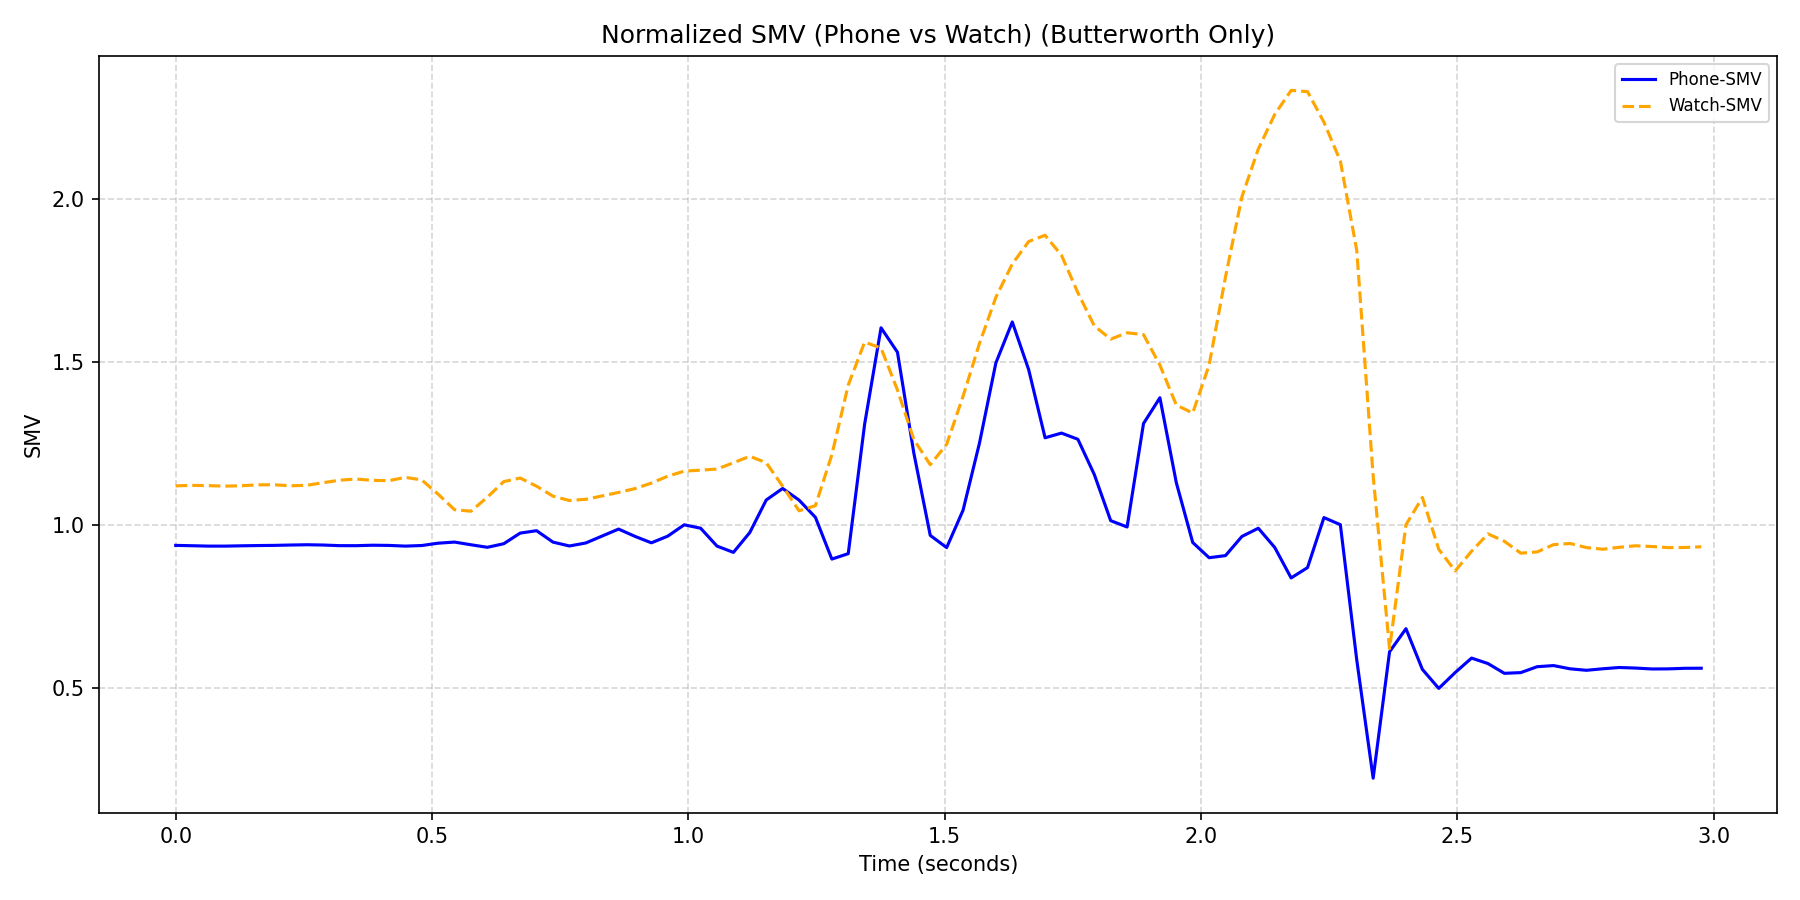 Normalized SMV (Phone vs Watch) (Butterworth Only)
Phone-SMV
Watch-SMV
2.0
1.5
1.0
0.5
SMV
0.0 0.5 1.0 1.5 2.0 2.5 3.0
Time (seconds)